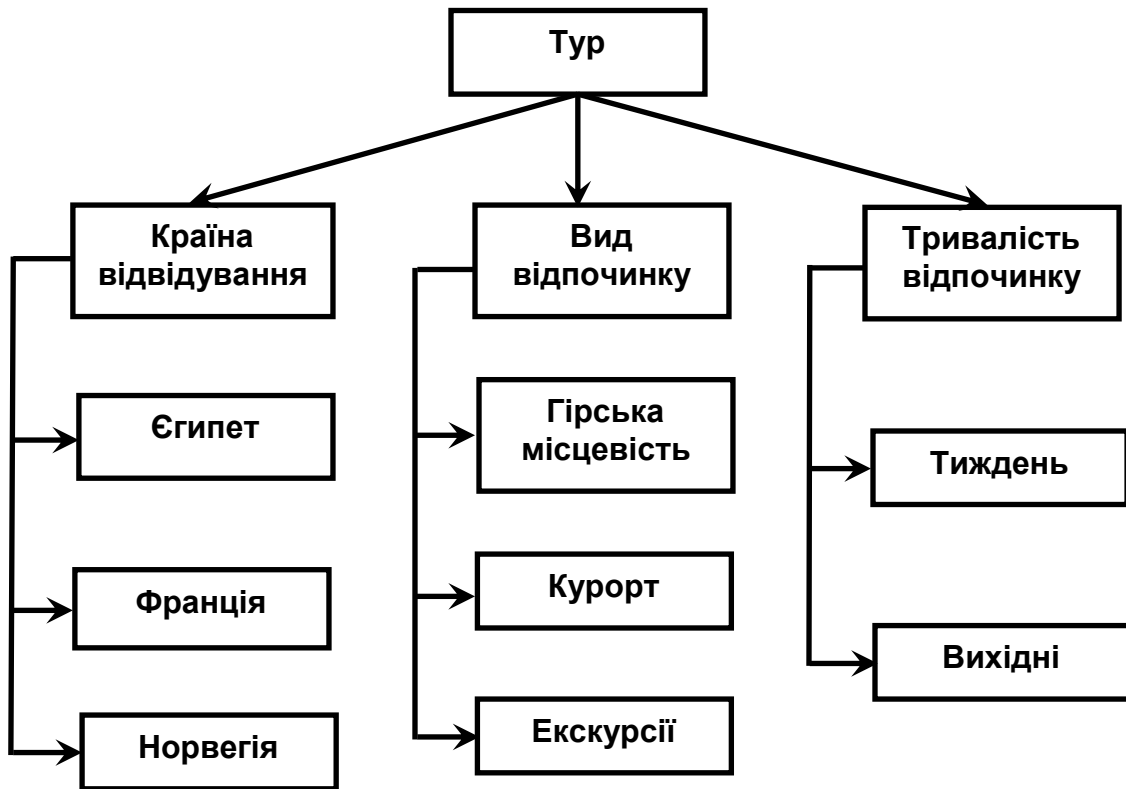 Тур
Країна
відвідування
Вид
відпочинку
Тривалість
відпочинку
Єгипет
Гірська
місцевість
Тиждень
Франція
Курорт
Вихідні
Норвегія
Екскурсії